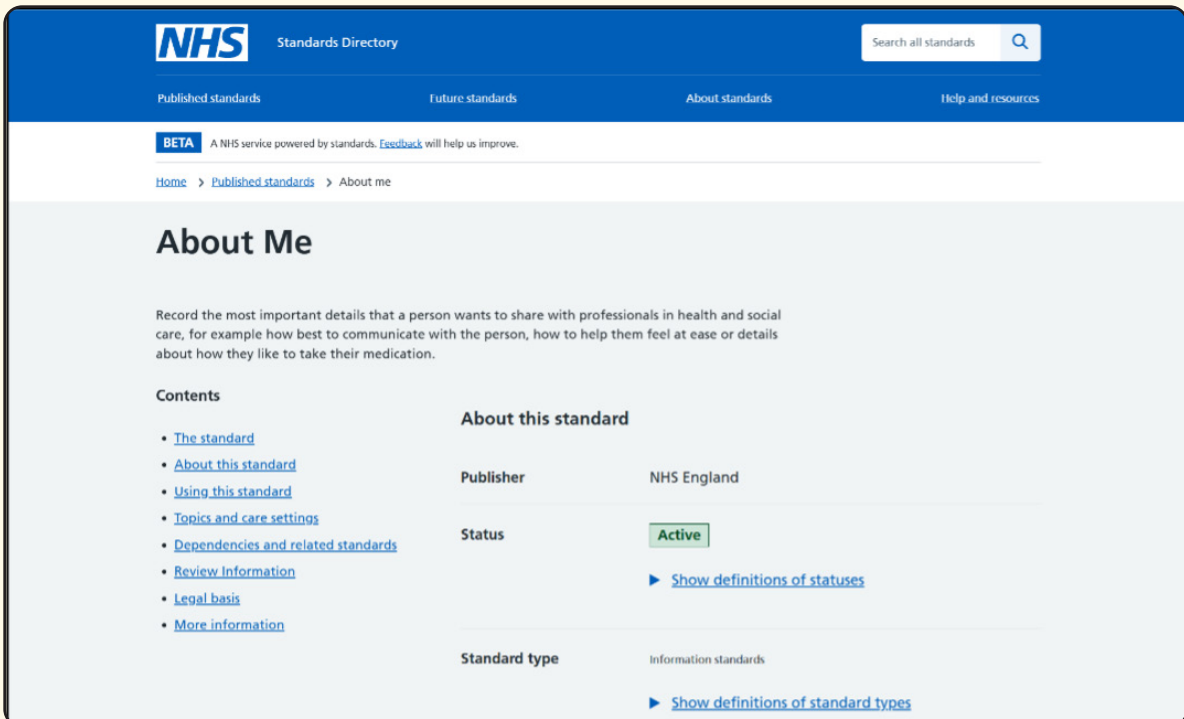 NHS Standards Directory
Search all standards
Published standards
Future standards
About standards
Help and resources
BETA A NHS service powered by standards. Feedback will help us improve.
Home > Published standards > About me
About Me
Record the most important details that a person wants to share with professionals in health and social
care, for example how best to communicate with the person, how to help them feel at ease or details
about how they like to take their medication.
Contents
• The standard
• About this standard
• Using this standard
• Topics and care settings
• Dependencies and related standards
• Review Information
• Legal basis
• More information
About this standard
Publisher NHS England
Status Active
Show definitions of statuses
Standard type Information standards
Show definitions of standard types